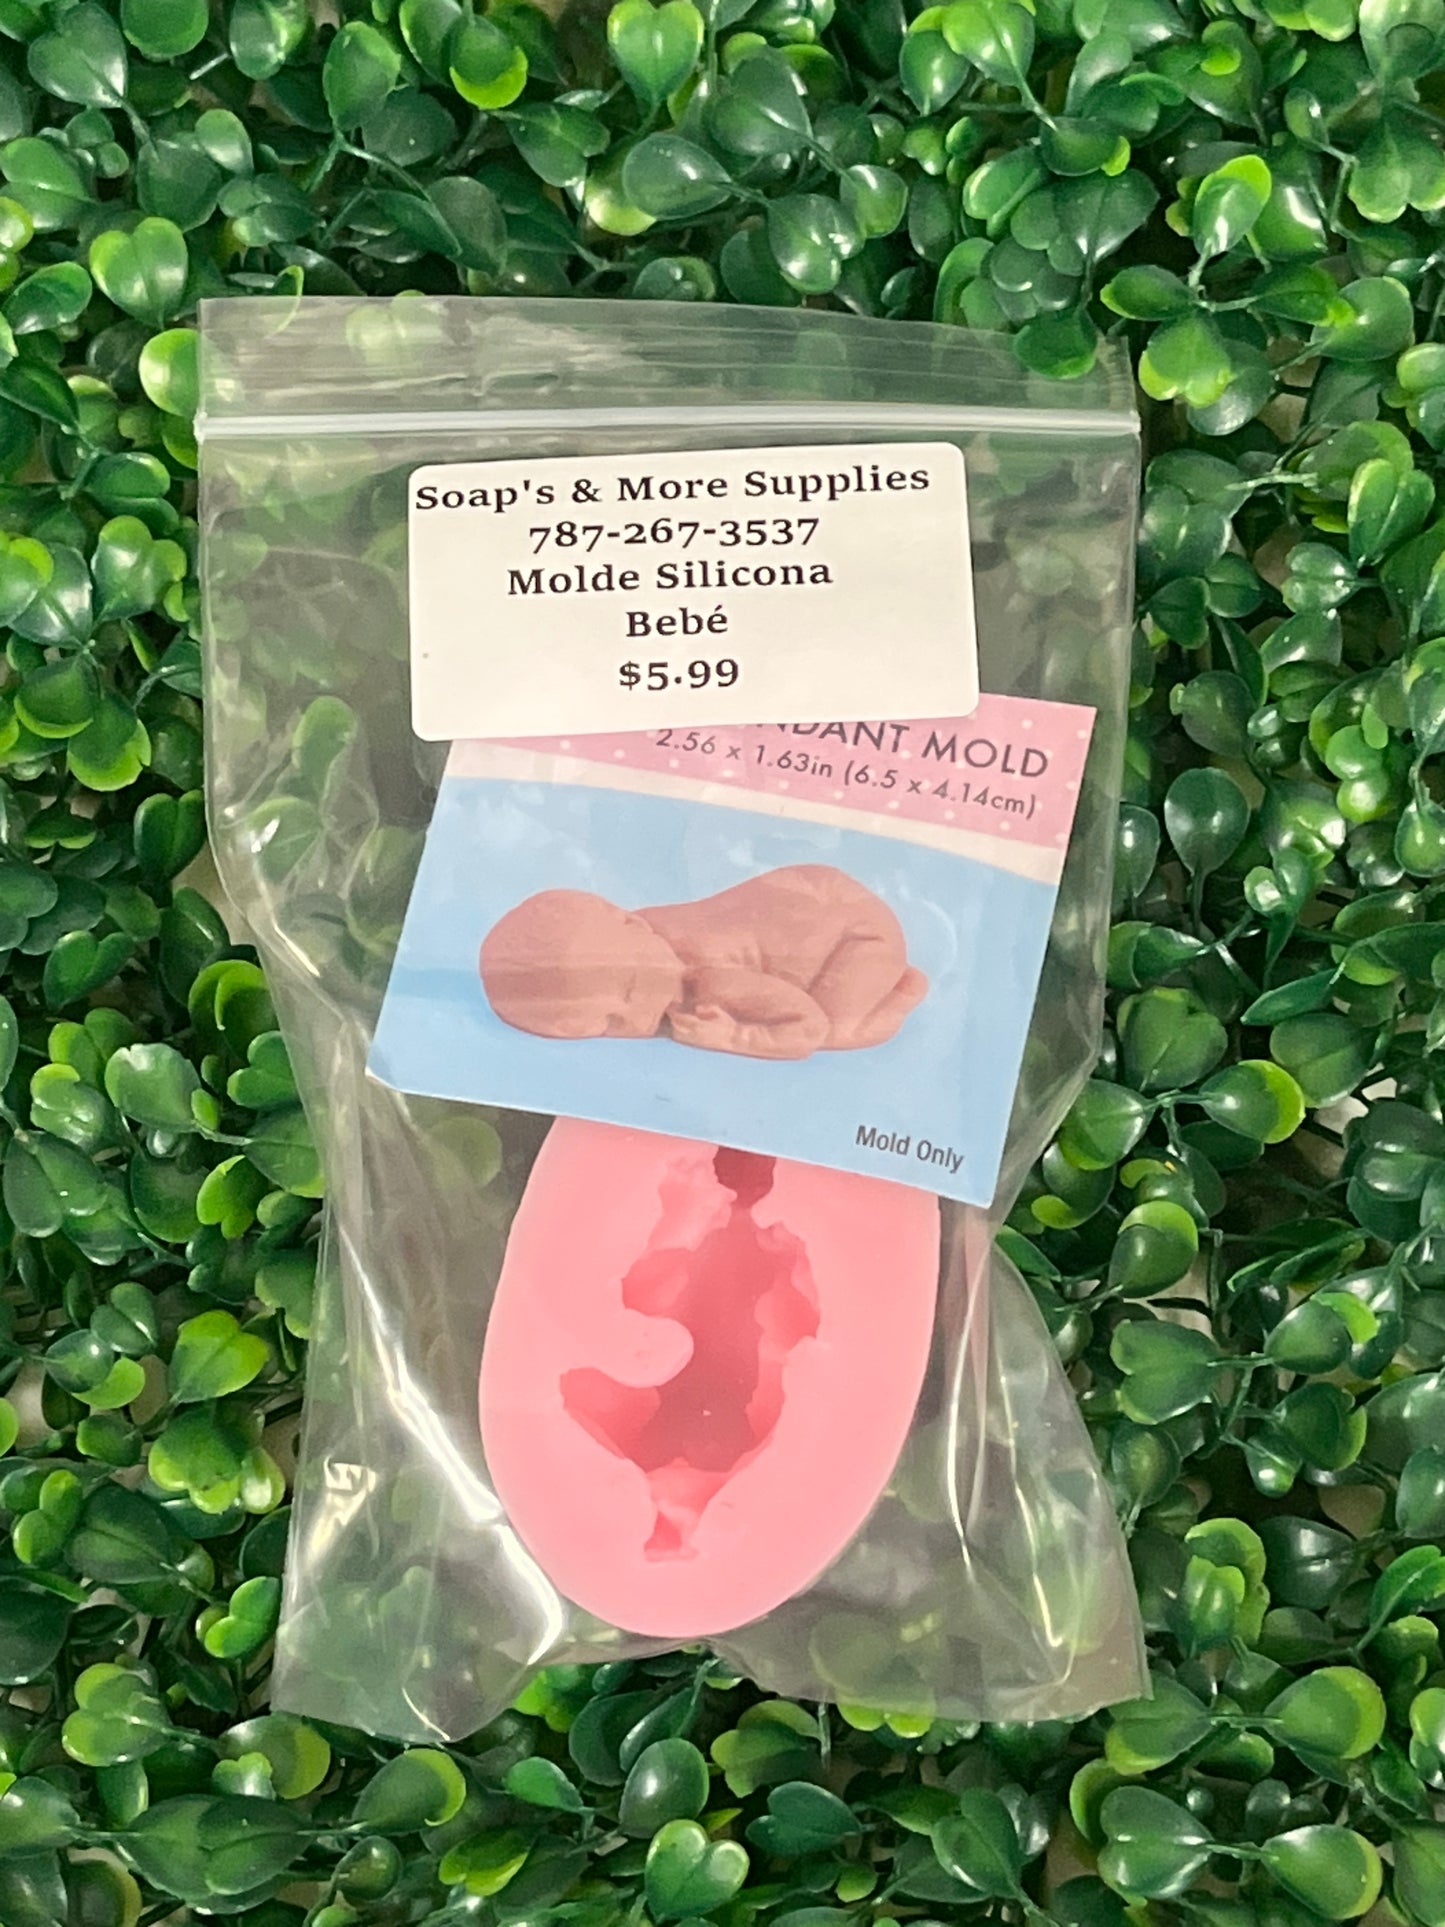 Soap's & More Supplies
787-267-3537
Molde Silicona
Bebé
$5.99
MOLD
2.56 x 1.63in (6.5 x 4.14cm)
Mold Only